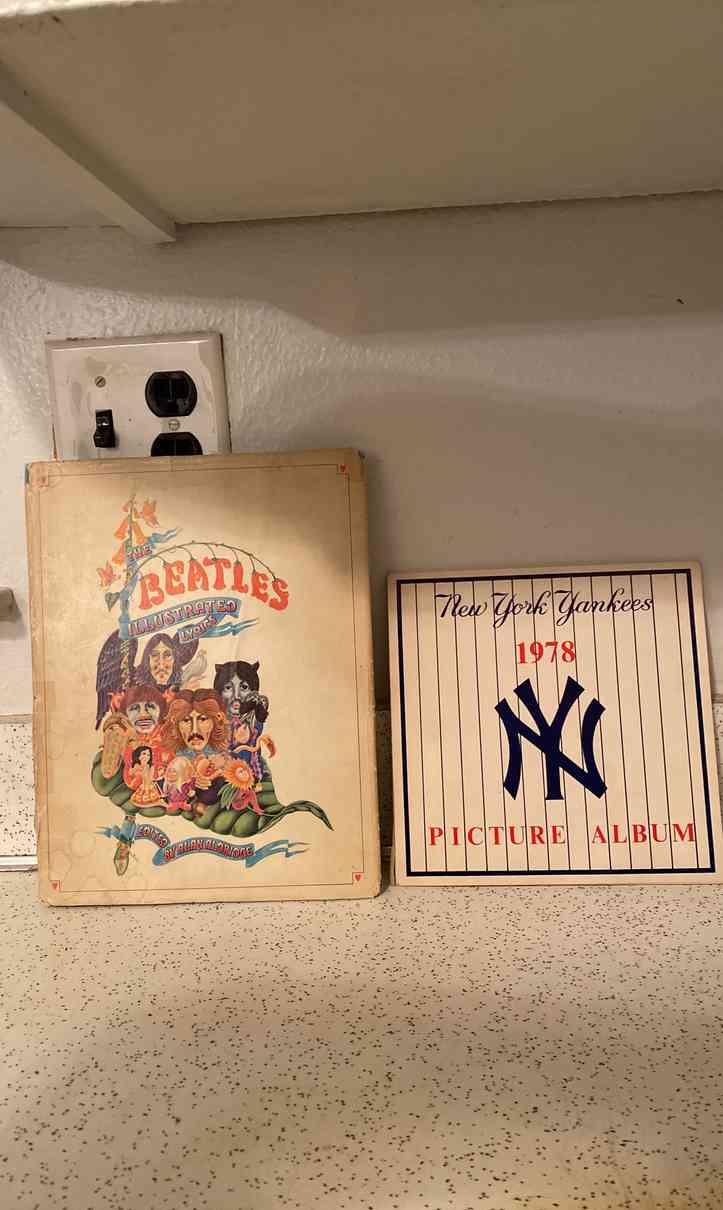 THE
BEATLES
ILLUSTRATED
LYRICS
EDITED
BY ALAN ALDRIDGE
New York Yankees
1978
NY
PICTURE ALBUM